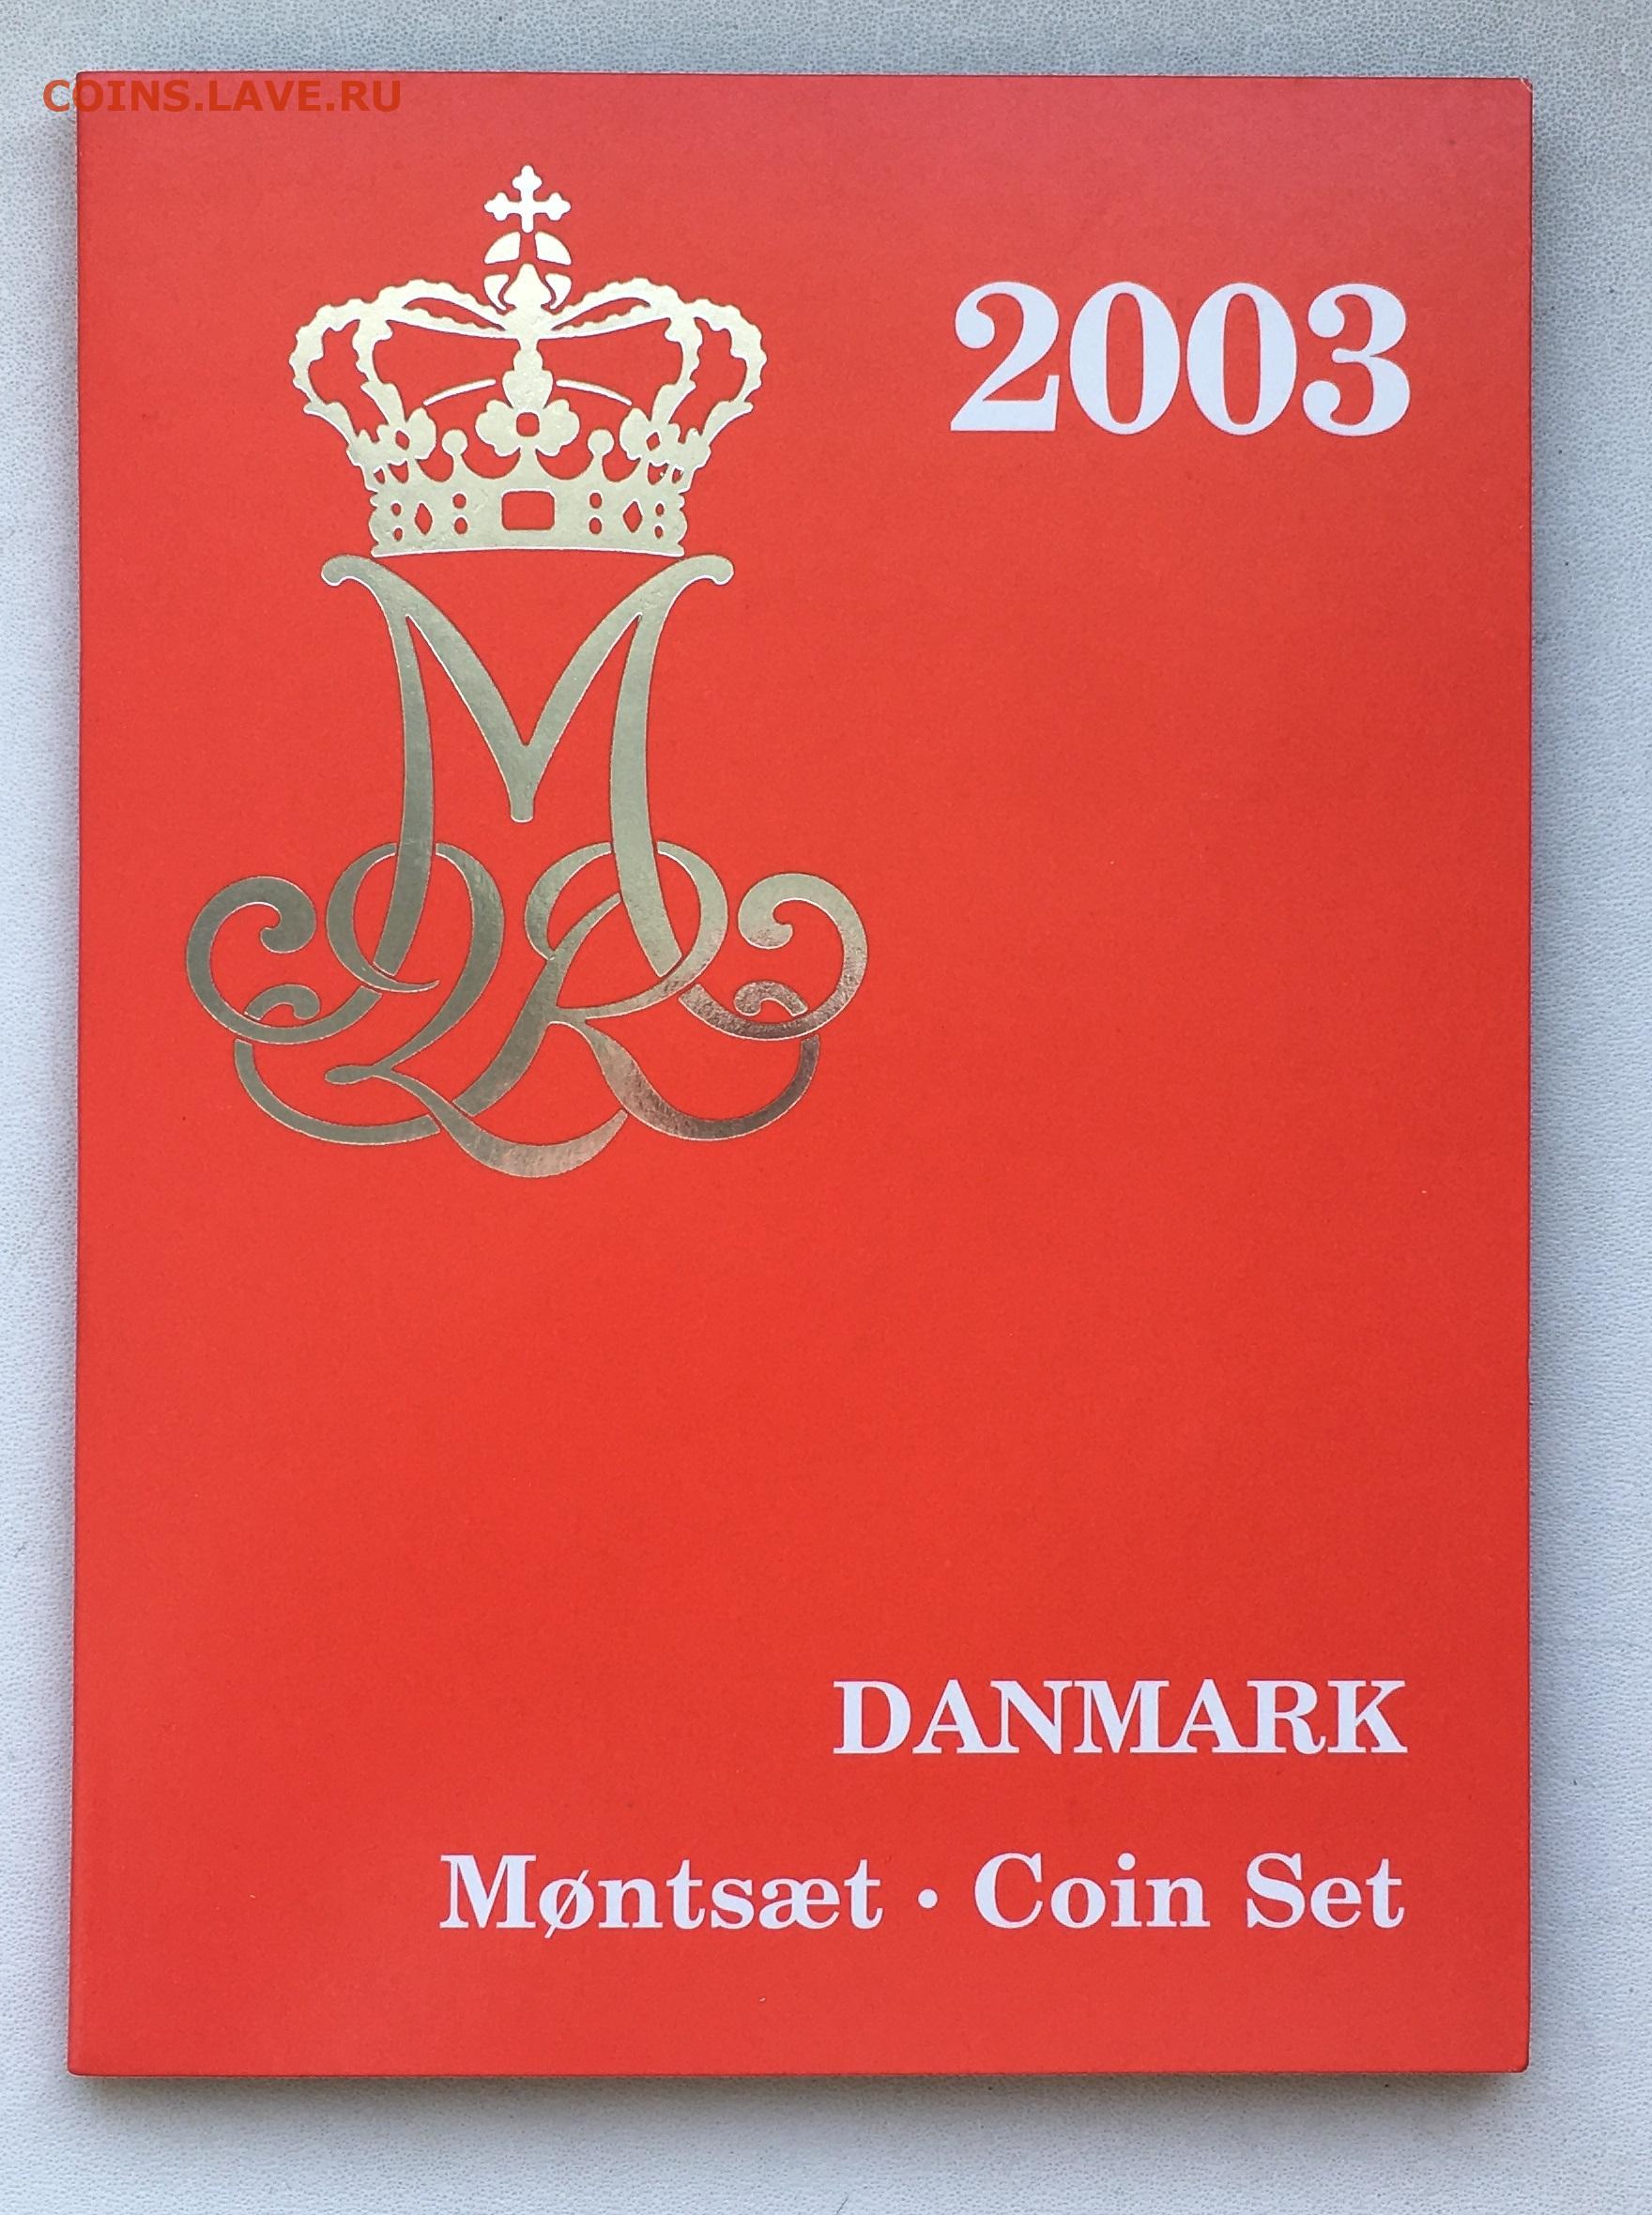 COINS.LAVE.RU
2003
DANMARK
Møntsæt · Coin Set